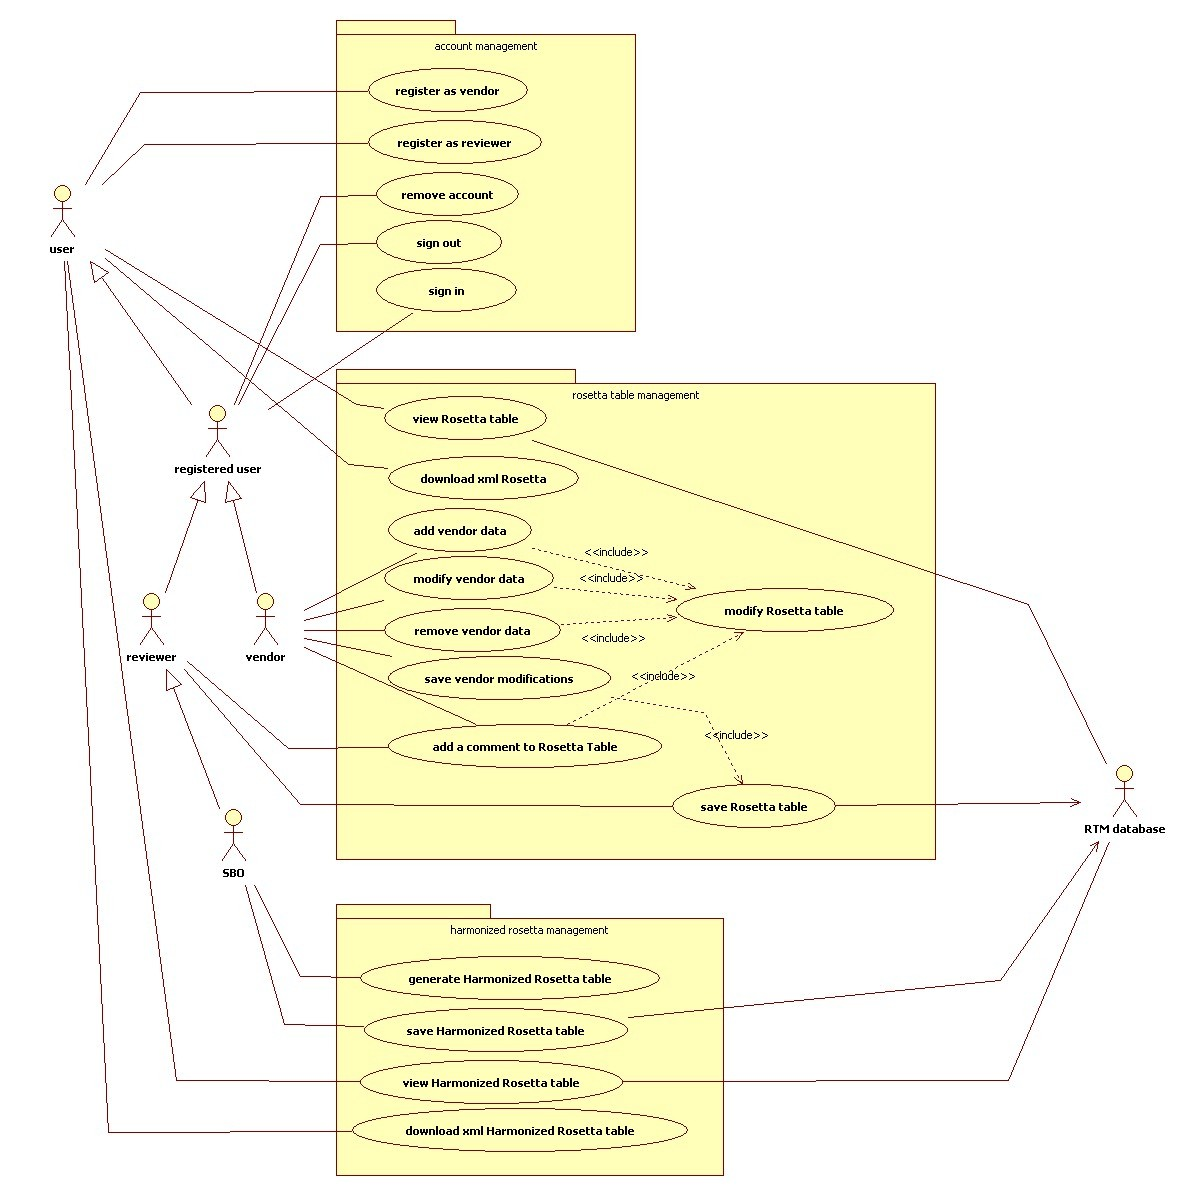 account management
register as vendor
register as reviewer
remove account
sign out
sign in
user
registered user
reviewer
vendor
SBO
rosetta table management
view Rosetta table
download xml Rosetta
add vendor data
modify vendor data
remove vendor data
save vendor modifications
add a comment to Rosetta Table
<<include>>
<<include>>
<<include>>
<<include>>
<<include>>
modify Rosetta table
save Rosetta table
RTM database
harmonized rosetta management
generate Harmonized Rosetta table
save Harmonized Rosetta table
view Harmonized Rosetta table
download xml Harmonized Rosetta table